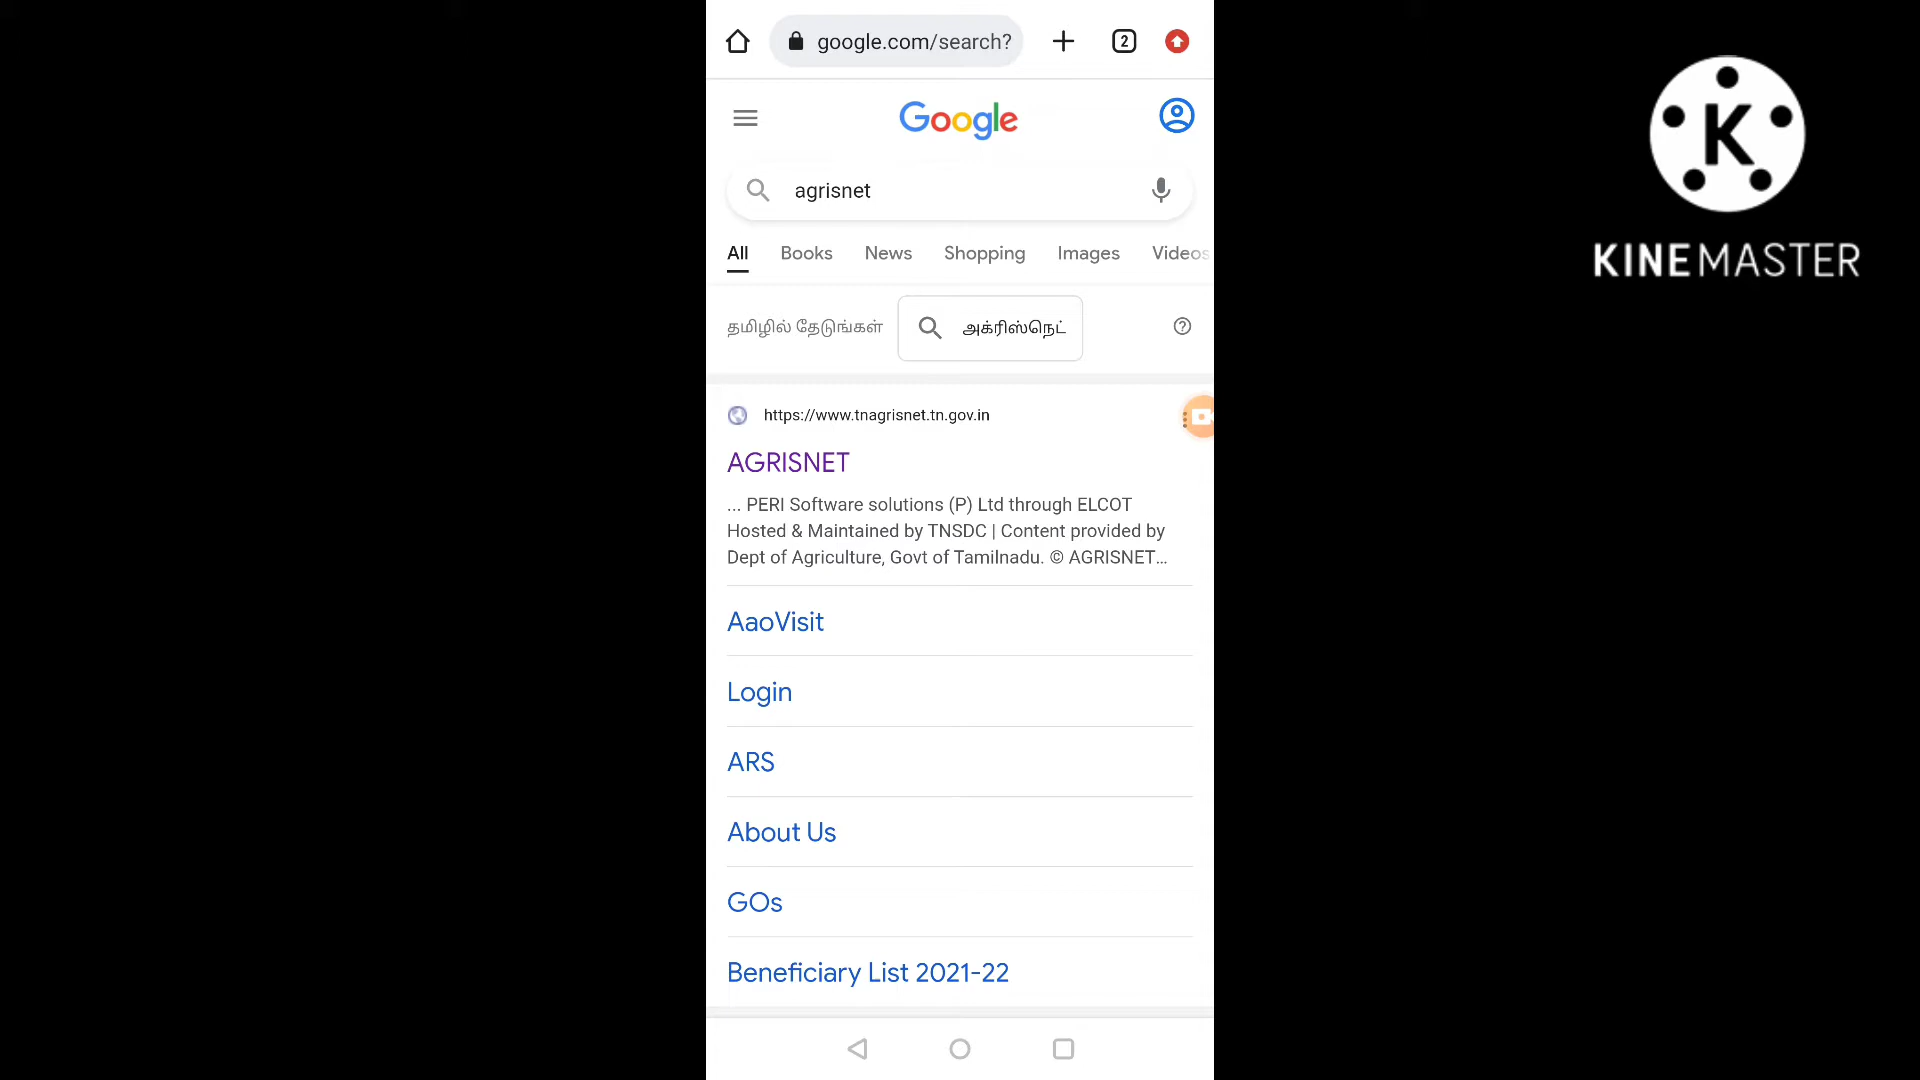 google.com/search?
2
Google
agrisnet
All Books News Shopping Images Videos
தமிழில் தேடுங்கள் அக்ரிஸ்நெட்
https://www.tnagrisnet.tn.gov.in
AGRISNET
... PERI Software solutions (P) Ltd through ELCOT
Hosted & Maintained by TNSDC | Content provided by
Dept of Agriculture, Govt of Tamilnadu. © AGRISNET...
AaoVisit
Login
ARS
About Us
GOs
Beneficiary List 2021-22
K
KINEMASTER